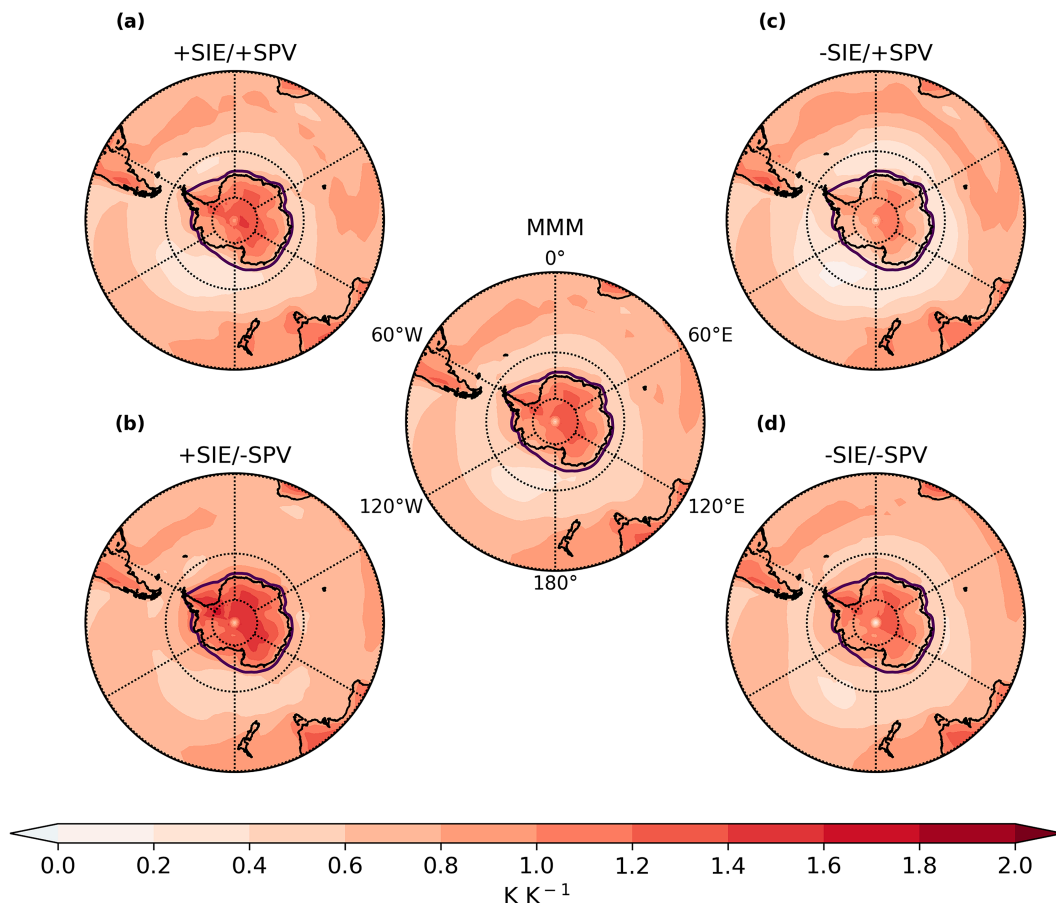 (a)
+SIE/+SPV
(c)
-SIE/+SPV
MMM
0°
60°W
60°E
120°W
120°E
180°
(b)
+SIE/-SPV
(d)
-SIE/-SPV
0.0 0.2 0.4 0.6 0.8 1.0 1.2 1.4 1.6 1.8 2.0
K K⁻¹